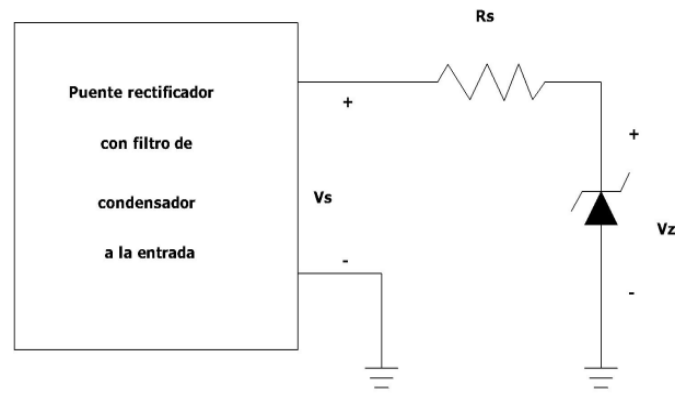 Rs
Puente rectificador
+
con filtro de
+
condensador
Vs
a la entrada
Vz
-
-